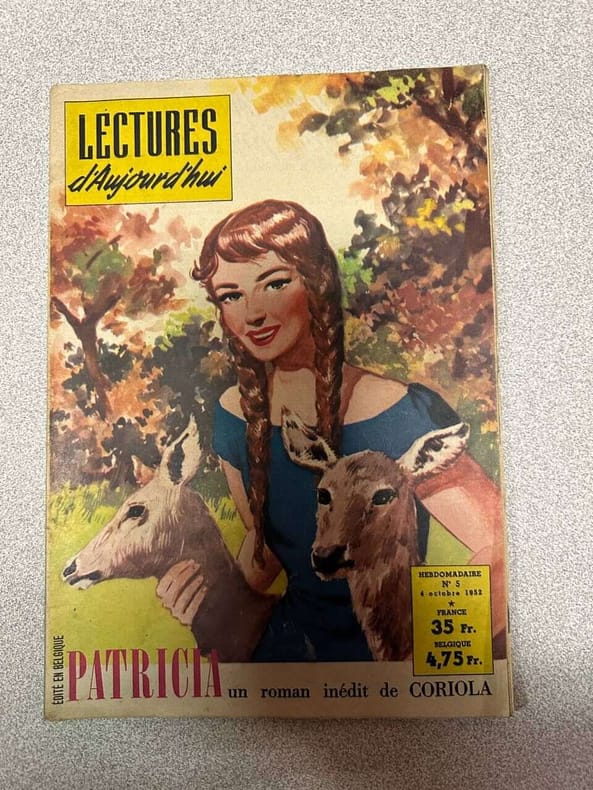 LECTURES
d'Aujourd'hui
HEBDOMADAIRE
N° 5
4 octobre 1952
★
FRANCE
35 Fr.
BELGIQUE
4,75 Fr.
ÉDITÉ EN BELGIQUE
PATRICIA un roman inédit de CORIOLA